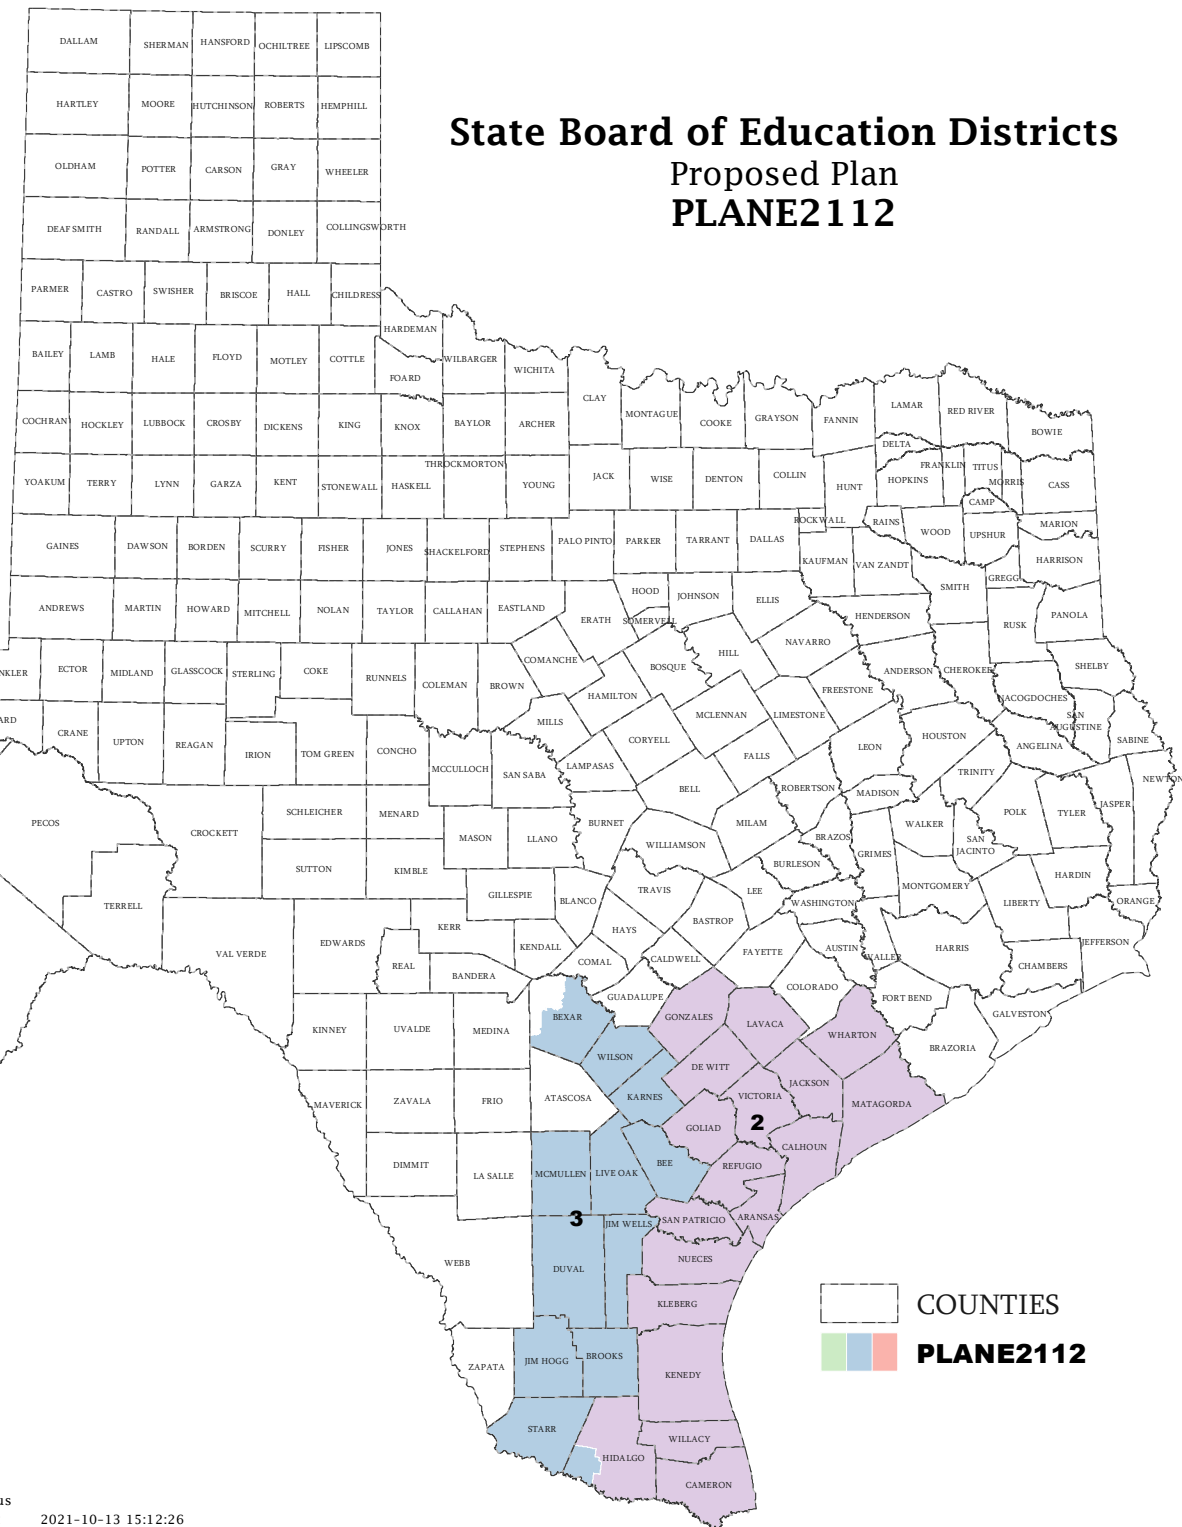 State Board of Education Districts
Proposed Plan
PLANE2112
DALLAM
SHERMAN
HANSFORD
OCHILTREE
LIPSCOMB
HARTLEY
MOORE
HUTCHINSON
ROBERTS
HEMPHILL
OLDHAM
POTTER
CARSON
GRAY
WHEELER
DEAF SMITH
RANDALL
ARMSTRONG
DONLEY
COLLINGSWORTH
PARMER
CASTRO
SWISHER
BRISCOE
HALL
CHILDRESS
HARDEMAN
BAILEY
LAMB
HALE
FLOYD
MOTLEY
COTTLE
FOARD
WILBARGER
WICHITA
CLAY
MONTAGUE
COOKE
GRAYSON
FANNIN
LAMAR
RED RIVER
BOWIE
COCHRAN
HOCKLEY
LUBBOCK
CROSBY
DICKENS
KING
KNOX
BAYLOR
ARCHER
DELTA
YOAKUM
TERRY
LYNN
GARZA
KENT
STONEWALL
HASKELL
THROCKMORTON
YOUNG
JACK
WISE
DENTON
COLLIN
HUNT
HOPKINS
FRANKLIN
TITUS
MORRIS
CASS
CAMP
GAINES
DAWSON
BORDEN
SCURRY
FISHER
JONES
SHACKELFORD
STEPHENS
PALO PINTO
PARKER
TARRANT
DALLAS
ROCKWALL
RAINS
WOOD
UPSHUR
MARION
KAUFMAN
VAN ZANDT
HARRISON
GREGG
SMITH
ANDREWS
MARTIN
HOWARD
MITCHELL
NOLAN
TAYLOR
CALLAHAN
EASTLAND
ERATH
HOOD
SOMERVELL
JOHNSON
ELLIS
HENDERSON
RUSK
PANOLA
NKLER
ECTOR
MIDLAND
GLASSCOCK
STERLING
COKE
RUNNELS
COLEMAN
BROWN
COMANCHE
BOSQUE
HILL
NAVARRO
ANDERSON
CHEROKEE
SHELBY
HAMILTON
FREESTONE
NACOGDOCHES
ARD
CRANE
UPTON
REAGAN
IRION
TOM GREEN
CONCHO
MCCULLOCH
SAN SABA
MILLS
LAMPASAS
CORYELL
MCLENNAN
LIMESTONE
FALLS
LEON
HOUSTON
ANGELINA
SAN
AUGUSTINE
SABINE
TRINITY
NEWTON
PECOS
CROCKETT
SCHLEICHER
MENARD
MASON
LLANO
BURNET
BELL
MILAM
ROBERTSON
MADISON
BRAZOS
GRIMES
WALKER
SAN
JACINTO
POLK
TYLER
JASPER
WILLIAMSON
SUTTON
KIMBLE
GILLESPIE
BLANCO
TRAVIS
LEE
BURLESON
WASHINGTON
MONTGOMERY
LIBERTY
HARDIN
ORANGE
TERRELL
VAL VERDE
EDWARDS
KERR
REAL
BANDERA
KENDALL
COMAL
HAYS
CALDWELL
BASTROP
FAYETTE
AUSTIN
WALLER
HARRIS
CHAMBERS
JEFFERSON
KINNEY
UVALDE
MEDINA
BEXAR
GUADALUPE
GONZALES
LAVACA
COLORADO
FORT BEND
WHARTON
GALVESTON
BRAZORIA
WILSON
DE WITT
JACKSON
MATAGORDA
MAVERICK
ZAVALA
FRIO
ATASCOSA
KARNES
VICTORIA
2
GOLIAD
CALHOUN
DIMMIT
LA SALLE
MCMULLEN
LIVE OAK
BEE
REFUGIO
3
JIM WELLS
SAN PATRICIO
ARANSAS
WEBB
DUVAL
NUECES
KLEBERG
ZAPATA
JIM HOGG
BROOKS
KENEDY
STARR
HIDALGO
WILLACY
CAMERON
COUNTIES
PLANE2112
us
2021-10-13 15:12:26